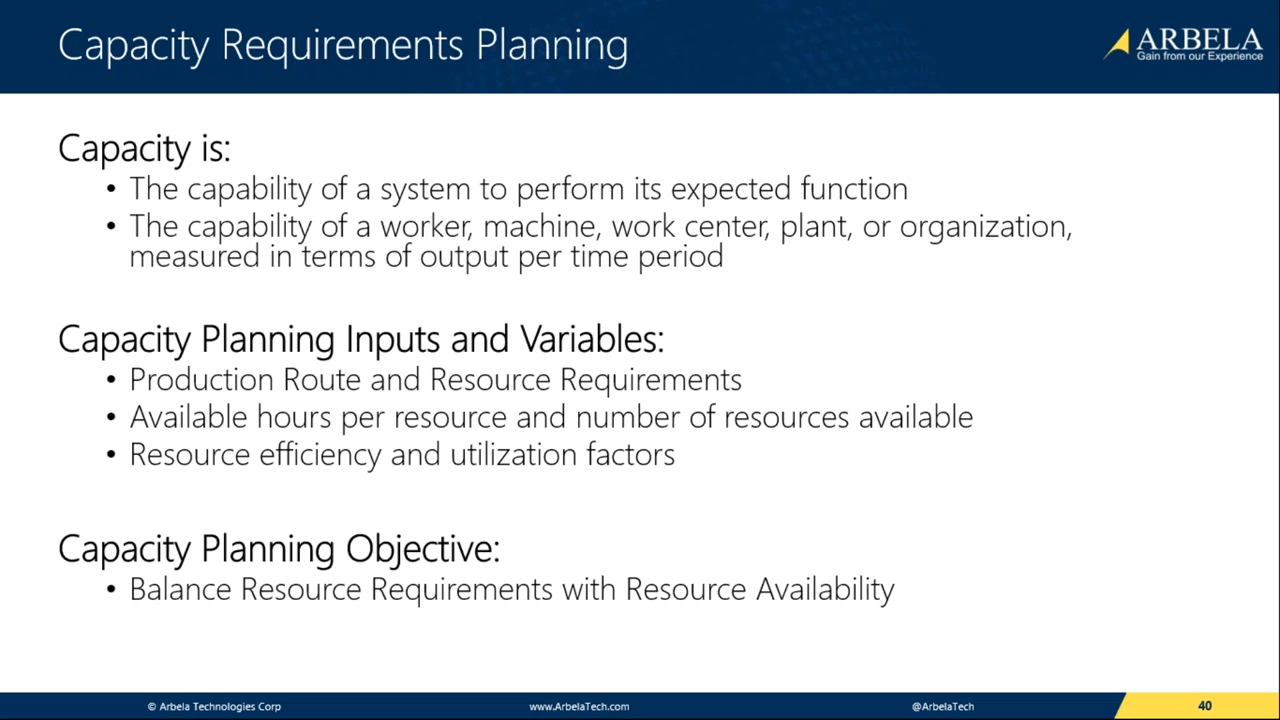 Capacity Requirements Planning
ARBELA
Gain from our Experience
Capacity is:
• The capability of a system to perform its expected function
• The capability of a worker, machine, work center, plant, or organization,
measured in terms of output per time period
Capacity Planning Inputs and Variables:
• Production Route and Resource Requirements
• Available hours per resource and number of resources available
• Resource efficiency and utilization factors
Capacity Planning Objective:
• Balance Resource Requirements with Resource Availability
© Arbela Technologies Corp
www.ArbelaTech.com
@ArbelaTech
40